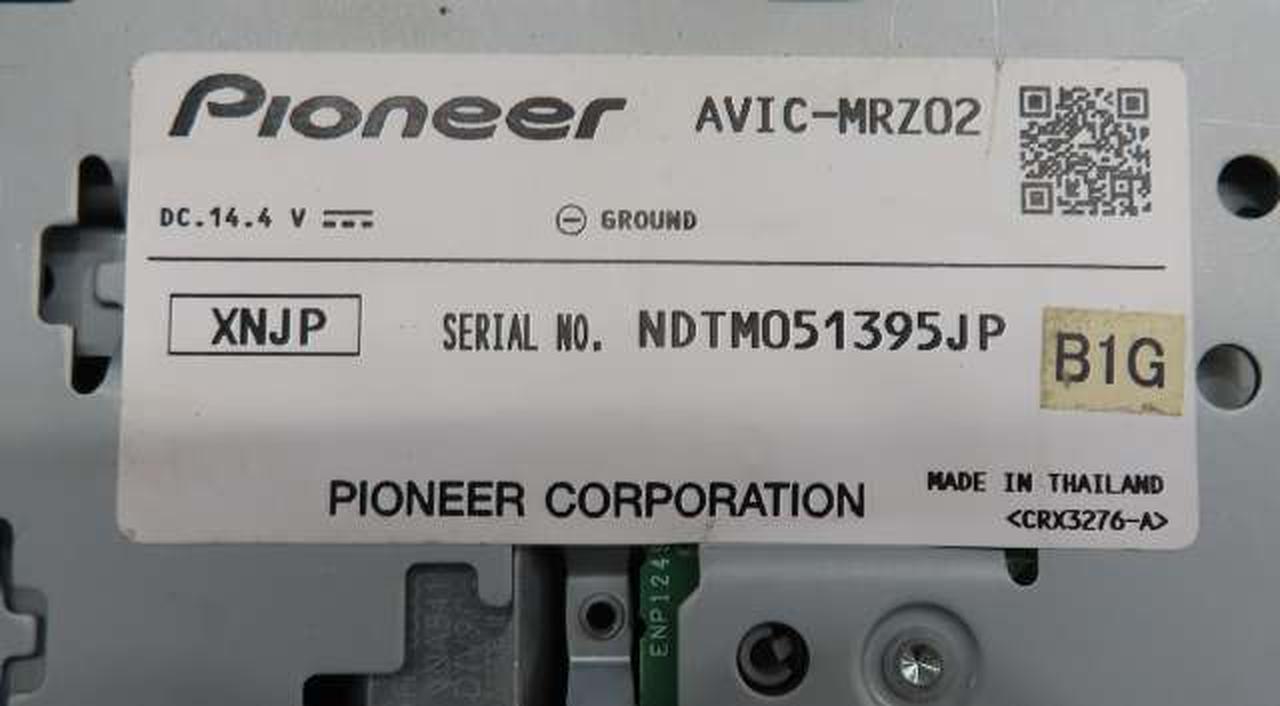 Pioneer AVIC-MRZ02
DC.14.4 V ⎓ ⊖ GROUND
XNJP SERIAL NO. NDTM051395JP
B1G
PIONEER CORPORATION
MADE IN THAILAND
<CRX3276-A>